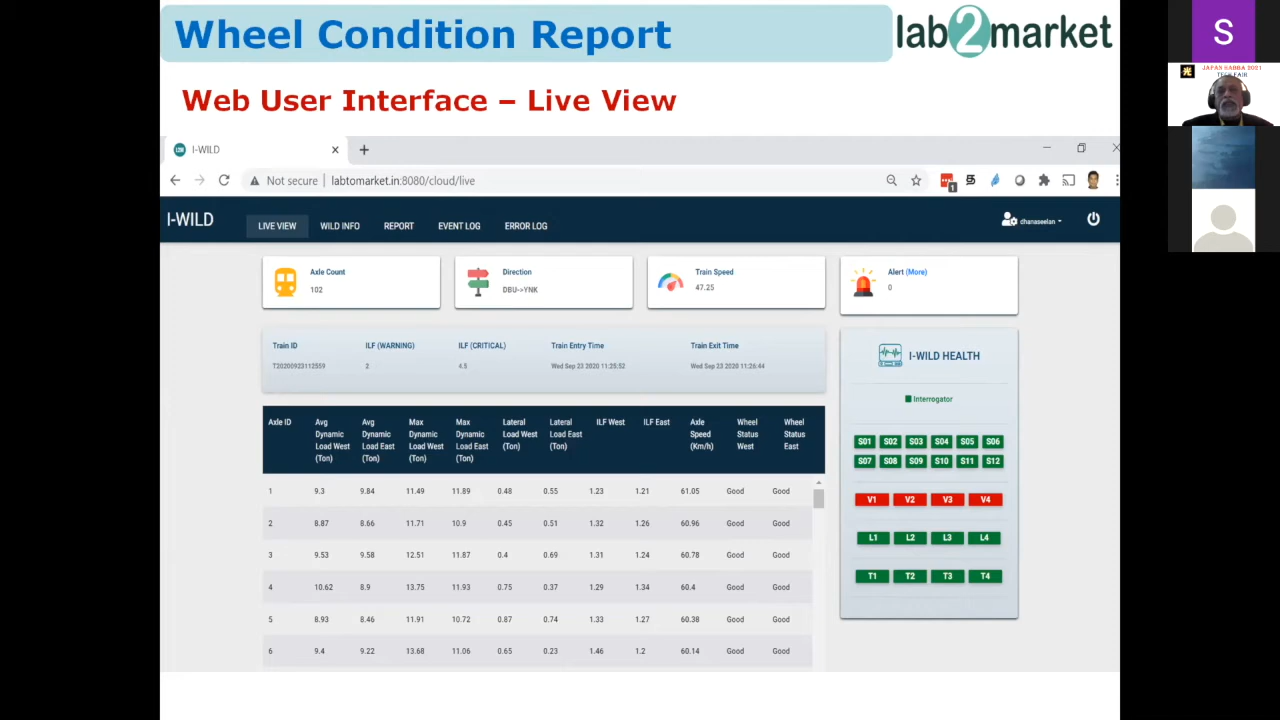 Wheel Condition Report
lab2market
Web User Interface – Live View
I-WILD
Not secure | labtomarket.in:8080/cloud/live
1
I-WILD
LIVE VIEW WILD INFO REPORT EVENT LOG ERROR LOG
chanaseelan
Axle Count
102
Direction
DBU->YNK
Train Speed
47.25
Alert (More)
0
Train ID ILF (WARNING) ILF (CRITICAL) Train Entry Time Train Exit Time
T20200923112559 2 4.5 Wed Sep 23 2020 11:25:52 Wed Sep 23 2020 11:26:44
Axle ID Avg Dynamic Load West (Ton) Avg Dynamic Load East (Ton) Max Dynamic Load West (Ton) Max Dynamic Load East (Ton) Lateral Load West (Ton) Lateral Load East (Ton) ILF West ILF East Axle Speed (Km/h) Wheel Status West Wheel Status East
1 9.3 9.84 11.49 11.89 0.48 0.55 1.23 1.21 61.05 Good Good
2 8.87 8.66 11.71 10.9 0.45 0.51 1.32 1.26 60.96 Good Good
3 9.53 9.58 12.51 11.87 0.4 0.69 1.31 1.24 60.78 Good Good
4 10.62 8.9 13.75 11.93 0.75 0.37 1.29 1.34 60.4 Good Good
5 8.93 8.46 11.91 10.72 0.87 0.74 1.33 1.27 60.38 Good Good
6 9.4 9.22 13.68 11.06 0.65 0.23 1.46 1.2 60.14 Good Good
I-WILD HEALTH
Interrogator
S01 S02 S03 S04 S05 S06
S07 S08 S09 S10 S11 S12
V1 V2 V3 V4
L1 L2 L3 L4
T1 T2 T3 T4
S
JAPAN SABHA 2021
TECH FAIR